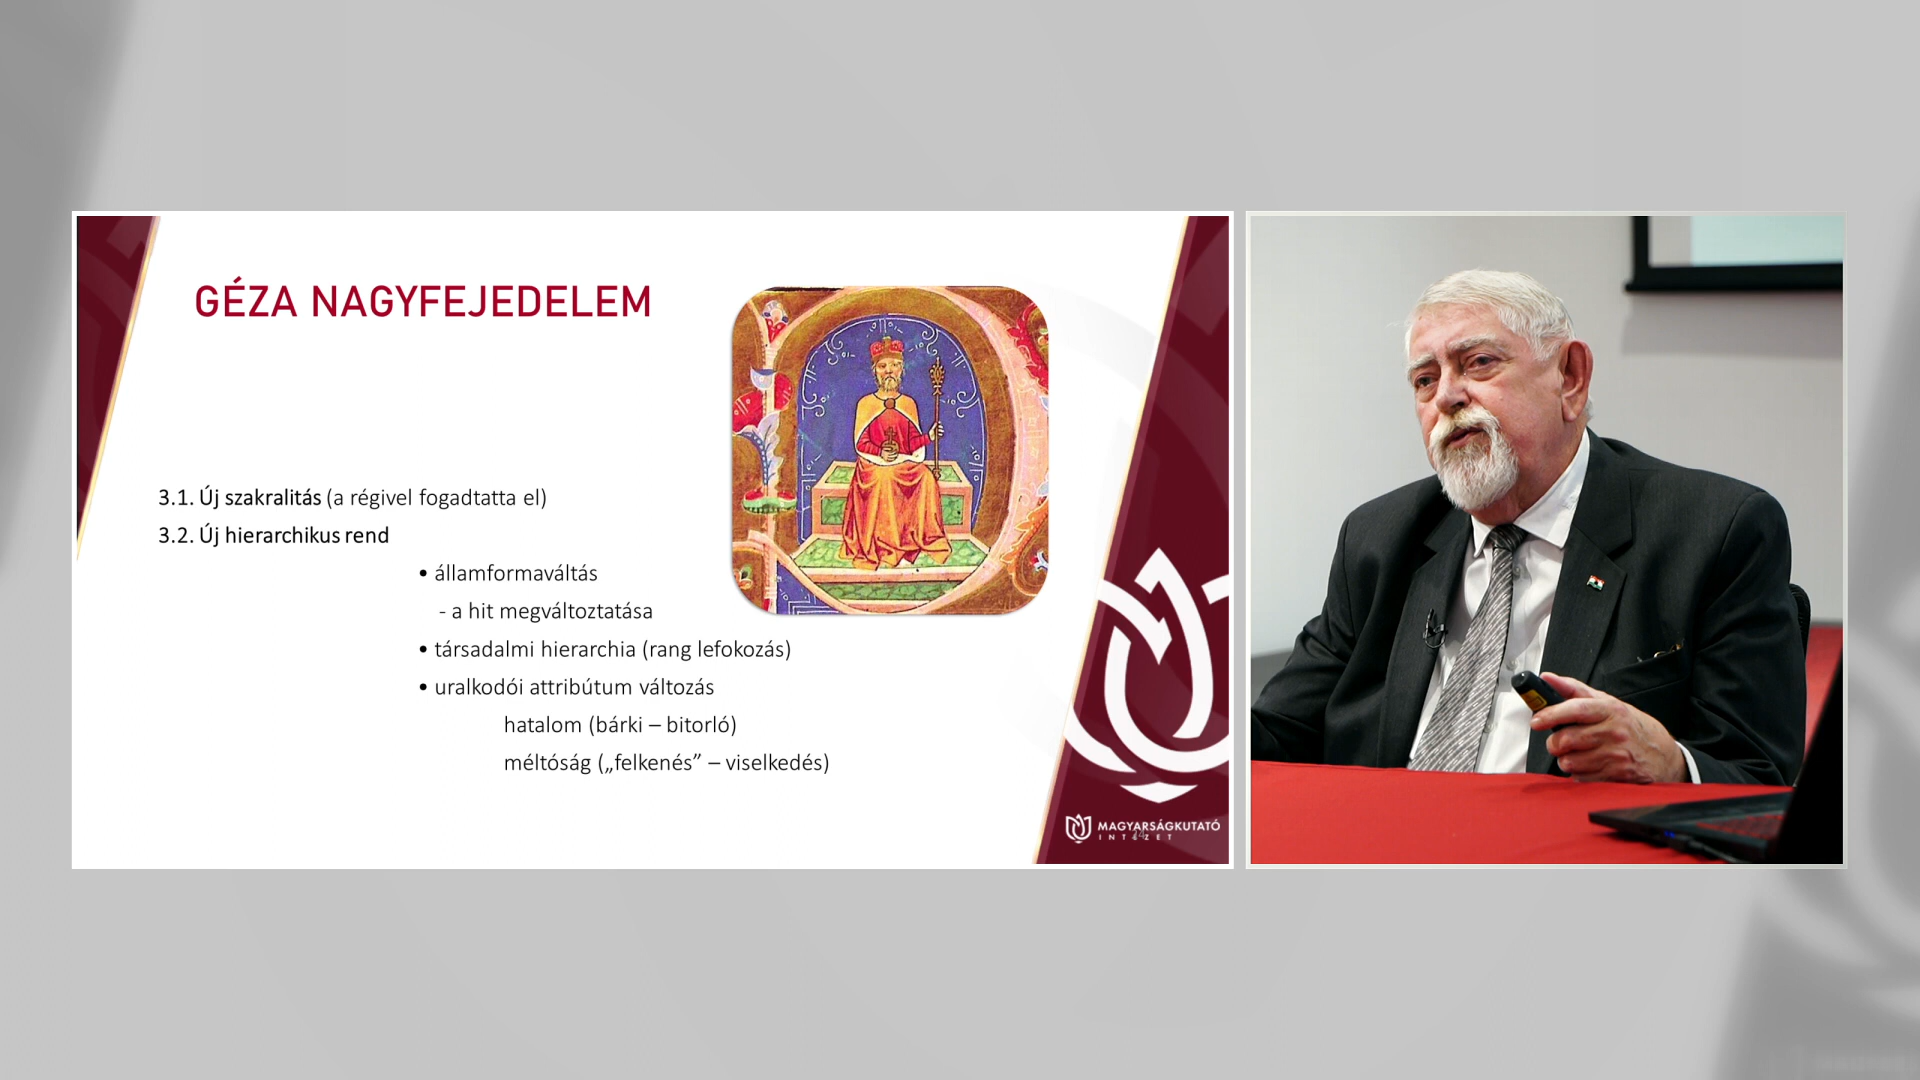 GÉZA NAGYFEJEDELEM
3.1. Új szakralitás (a régivel fogadtatta el)
3.2. Új hierarchikus rend
• államformaváltás
- a hit megváltoztatása
• társadalmi hierarchia (rang lefokozás)
• uralkodói attribútum változás
hatalom (bárki – bitorló)
méltóság („felkenés” – viselkedés)
MAGYARSÁGKUTATÓ
INTÉZET